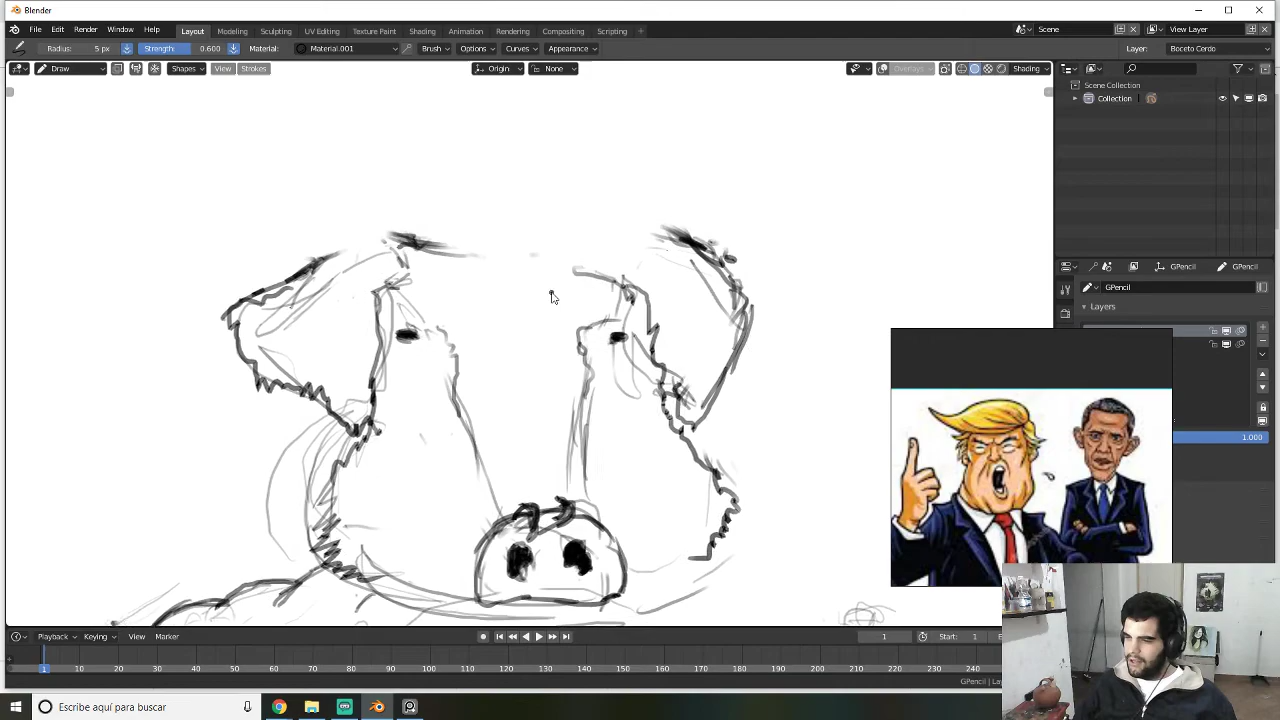 Blender
File Edit Render Window Help Layout Modeling Sculpting UV Editing Texture Paint Shading Animation Rendering Compositing Scripting + Scene View Layer
Radius: 5 px Strength: 0.600 Material: Material.001 Brush Options Curves Appearance Layer: Boceto Cerdo
Draw Shapes View Strokes Origin None Overlays Shading
Scene Collection
Collection
GPencil GPencil
GPencil
Layers
1.000
Playback Keying View Marker 1 Start: 1
1 10 20 30 40 50 60 70 80 90 100 110 120 130 140 150 160 170 180 190 200 210 220 230 240
GPencil | La
Escribe aquí para buscar